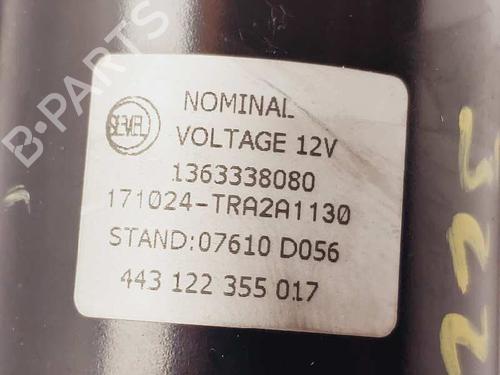 SEVEL
NOMINAL
VOLTAGE 12V
1363338080
171024-TRA2A1130
STAND:07610 D056
443 122 355 017
B-PARTS